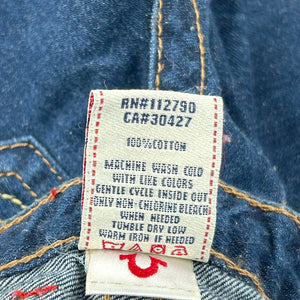 RN#112790
CA#30427
100%COTTON
MACHINE WASH COLD
WITH LIKE COLORS
GENTLE CYCLE INSIDE OUT
ONLY NON-CHLORINE BLEACH
WHEN NEEDED
TUMBLE DRY LOW
WARM IRON IF NEEDED